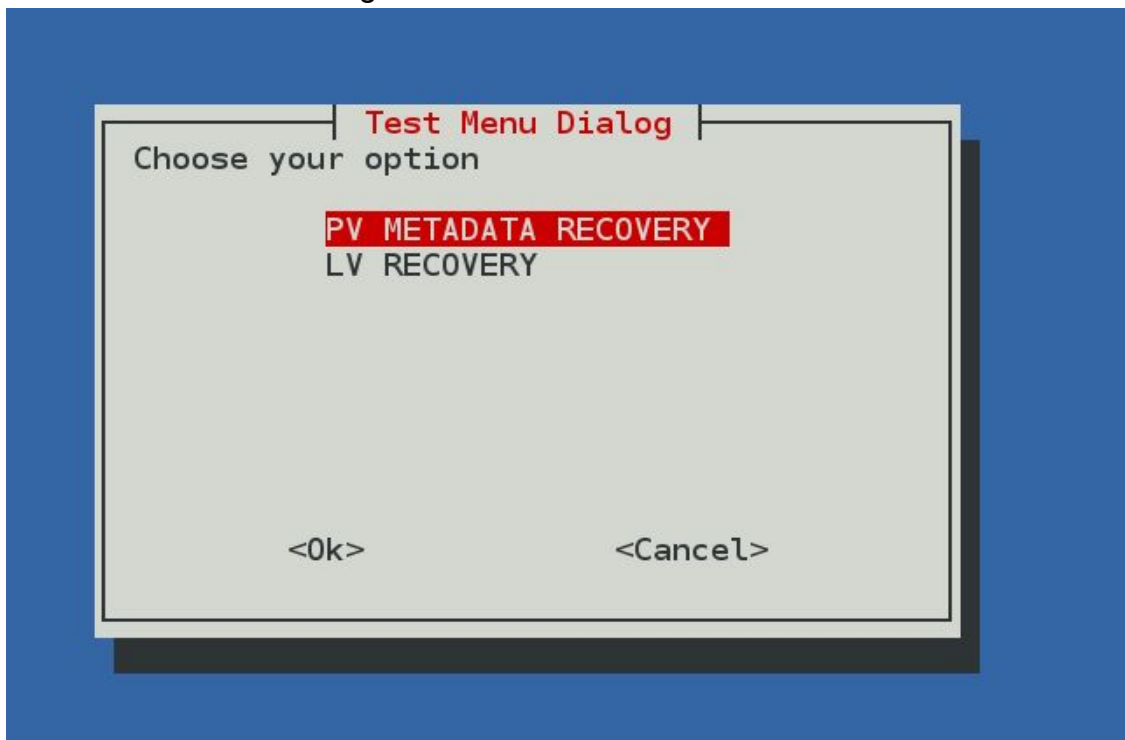 Test Menu Dialog
Choose your option
PV METADATA RECOVERY
LV RECOVERY
<Ok> <Cancel>